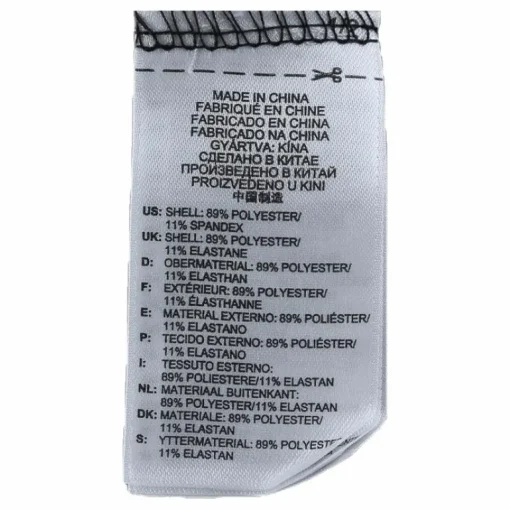 MADE IN CHINA
FABRIQUÉ EN CHINE
FABRICADO EN CHINA
FABRICADO NA CHINA
GYÁRTVA: KÍNA
СДЕЛАНО В КИТАЕ
ПРОИЗВЕДЕНО В КИТАЙ
PROIZVEDENO U KINI
中国制造
US: SHELL: 89% POLYESTER/
11% SPANDEX
UK: SHELL: 89% POLYESTER/
11% ELASTANE
D: OBERMATERIAL: 89% POLYESTER/
11% ELASTHAN
F: EXTÉRIEUR: 89% POLYESTER/
11% ÉLASTHANNE
E: MATERIAL EXTERNO: 89% POLIÉSTER/
11% ELASTANO
P: TECIDO EXTERNO: 89% POLIÉSTER/
11% ELASTANO
I: TESSUTO ESTERNO:
89% POLIESTERE/11% ELASTAN
NL: MATERIAAL BUITENKANT:
89% POLYESTER/11% ELASTAAN
DK: MATERIALE: 89% POLYESTER/
11% ELASTAN
S: YTTERMATERIAL: 89% POLYESTER/
11% ELASTAN